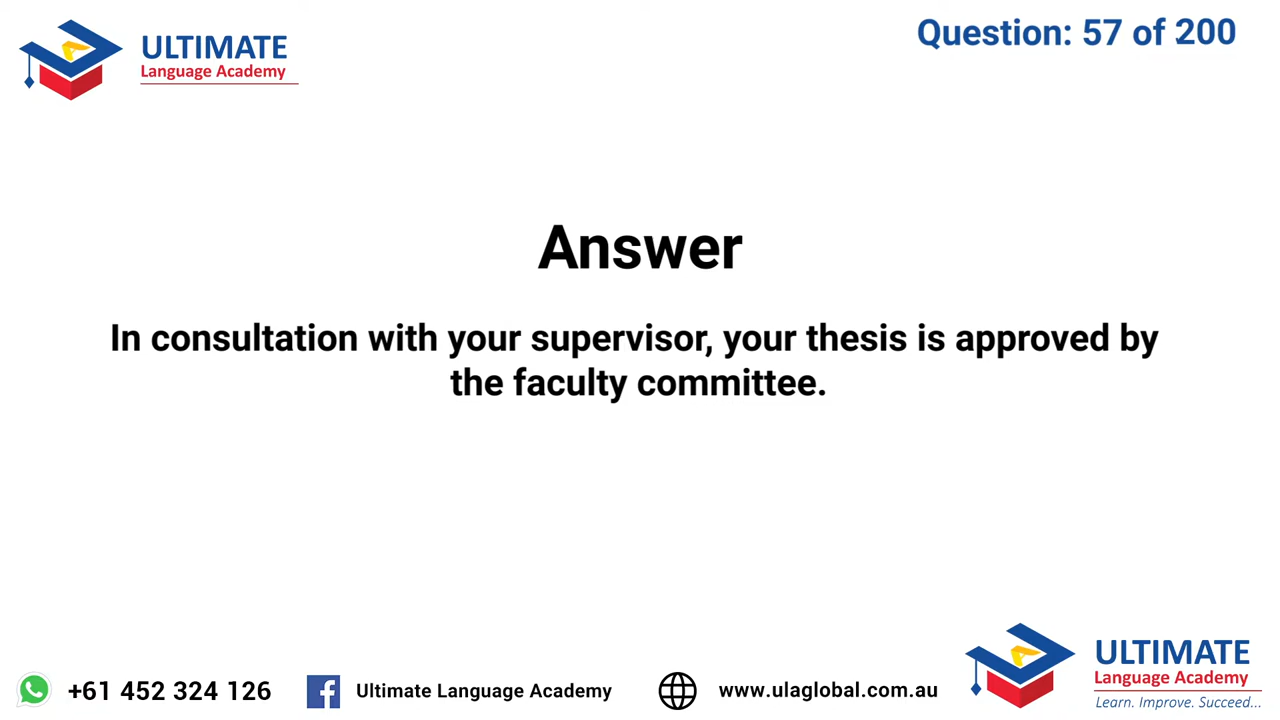 ULTIMATE
Language Academy
Question: 57 of 200
Answer
In consultation with your supervisor, your thesis is approved by
the faculty committee.
+61 452 324 126
Ultimate Language Academy
www.ulaglobal.com.au
ULTIMATE
Language Academy
Learn. Improve. Succeed...